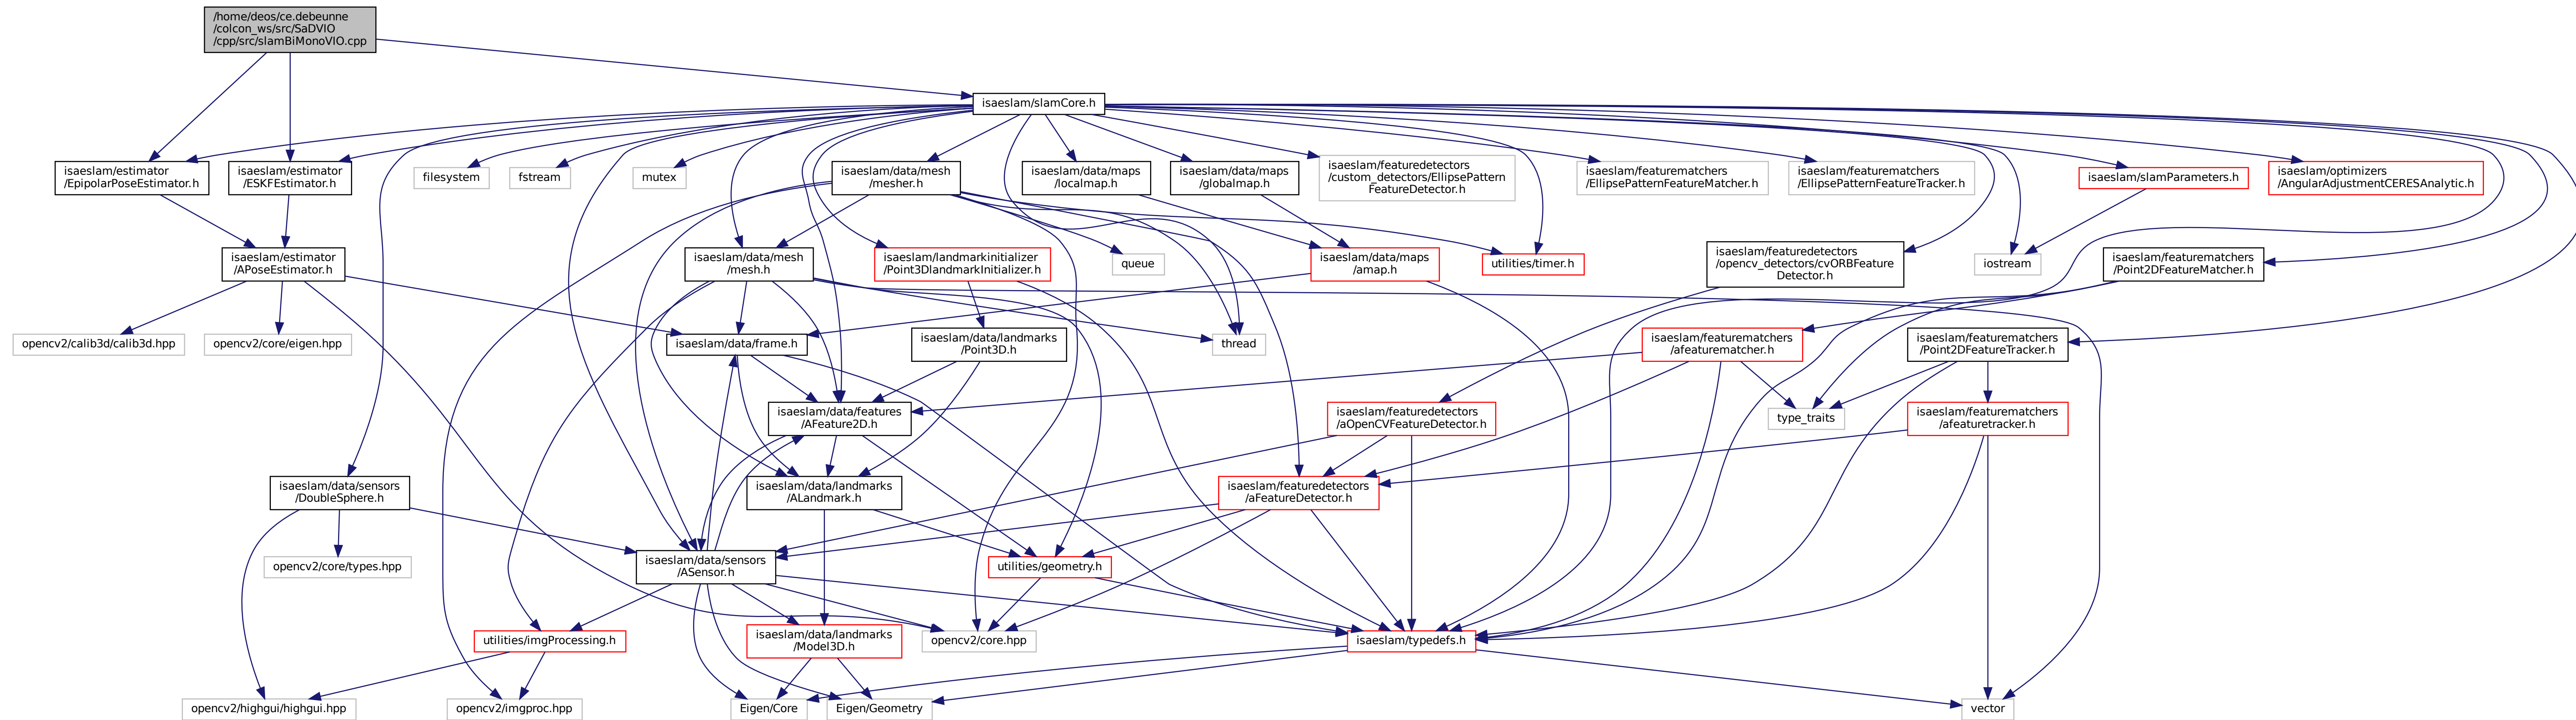 /home/deos/ce.debeunne
/colcon_ws/src/SaDVIO
/cpp/src/slamBiMonoVIO.cpp
isaeslam/slamCore.h
isaeslam/estimator
/EpipolarPoseEstimator.h
isaeslam/estimator
/ESKFEstimator.h
filesystem
fstream
mutex
isaeslam/data/mesh
/mesher.h
isaeslam/data/maps
/localmap.h
isaeslam/data/maps
/globalmap.h
isaeslam/featuredetectors
/custom_detectors/EllipsePattern
FeatureDetector.h
isaeslam/featurematchers
/EllipsePatternFeatureMatcher.h
isaeslam/featurematchers
/EllipsePatternFeatureTracker.h
isaeslam/slamParameters.h
isaeslam/optimizers
/AngularAdjustmentCERESAnalytic.h
isaeslam/estimator
/APoseEstimator.h
isaeslam/data/mesh
/mesh.h
isaeslam/landmarkinitializer
/Point3DlandmarkInitializer.h
queue
isaeslam/data/maps
/amap.h
utilities/timer.h
isaeslam/featuredetectors
/opencv_detectors/cvORBFeature
Detector.h
iostream
isaeslam/featurematchers
/Point2DFeatureMatcher.h
opencv2/calib3d/calib3d.hpp
opencv2/core/eigen.hpp
isaeslam/data/frame.h
isaeslam/data/landmarks
/Point3D.h
thread
isaeslam/featurematchers
/afeaturematcher.h
isaeslam/featurematchers
/Point2DFeatureTracker.h
isaeslam/data/features
/AFeature2D.h
isaeslam/featuredetectors
/aOpenCVFeatureDetector.h
type_traits
isaeslam/featurematchers
/afeaturetracker.h
isaeslam/data/sensors
/DoubleSphere.h
isaeslam/data/landmarks
/ALandmark.h
isaeslam/featuredetectors
/aFeatureDetector.h
opencv2/core/types.hpp
isaeslam/data/sensors
/ASensor.h
utilities/geometry.h
utilities/imgProcessing.h
isaeslam/data/landmarks
/Model3D.h
opencv2/core.hpp
isaeslam/typedefs.h
opencv2/highgui/highgui.hpp
opencv2/imgproc.hpp
Eigen/Core
Eigen/Geometry
vector